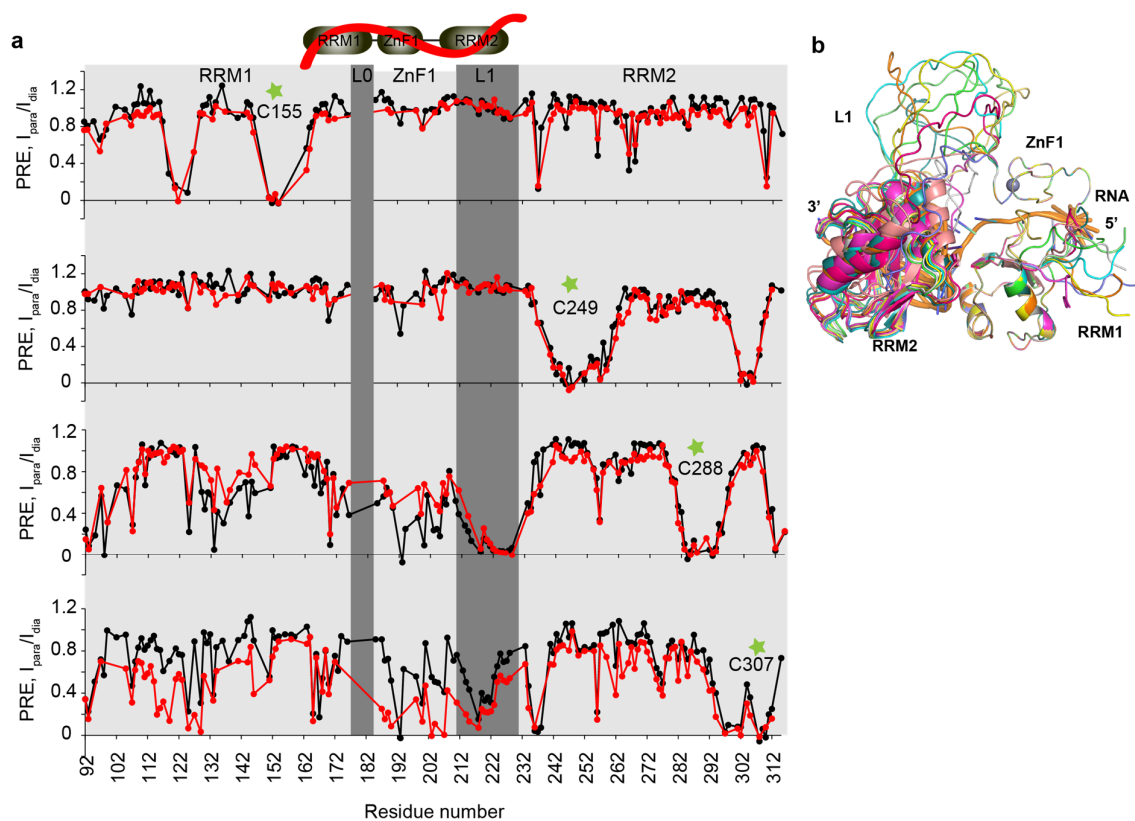 RRM1 ZnF1 RRM2
a
b
RRM1 L0 ZnF1 L1 RRM2
PRE, Ipara/Idia
1.2
0.8
0.4
0
C155
PRE, Ipara/Idia
1.2
0.8
0.4
0
C249
PRE, Ipara/Idia
1.2
0.8
0.4
0
C288
PRE, Ipara/Idia
1.2
0.8
0.4
0
C307
92 102 112 122 132 142 152 162 172 182 192 202 212 222 232 242 252 262 272 282 292 302 312
Residue number
L1
ZnF1
RNA
3’
5’
RRM1
RRM2